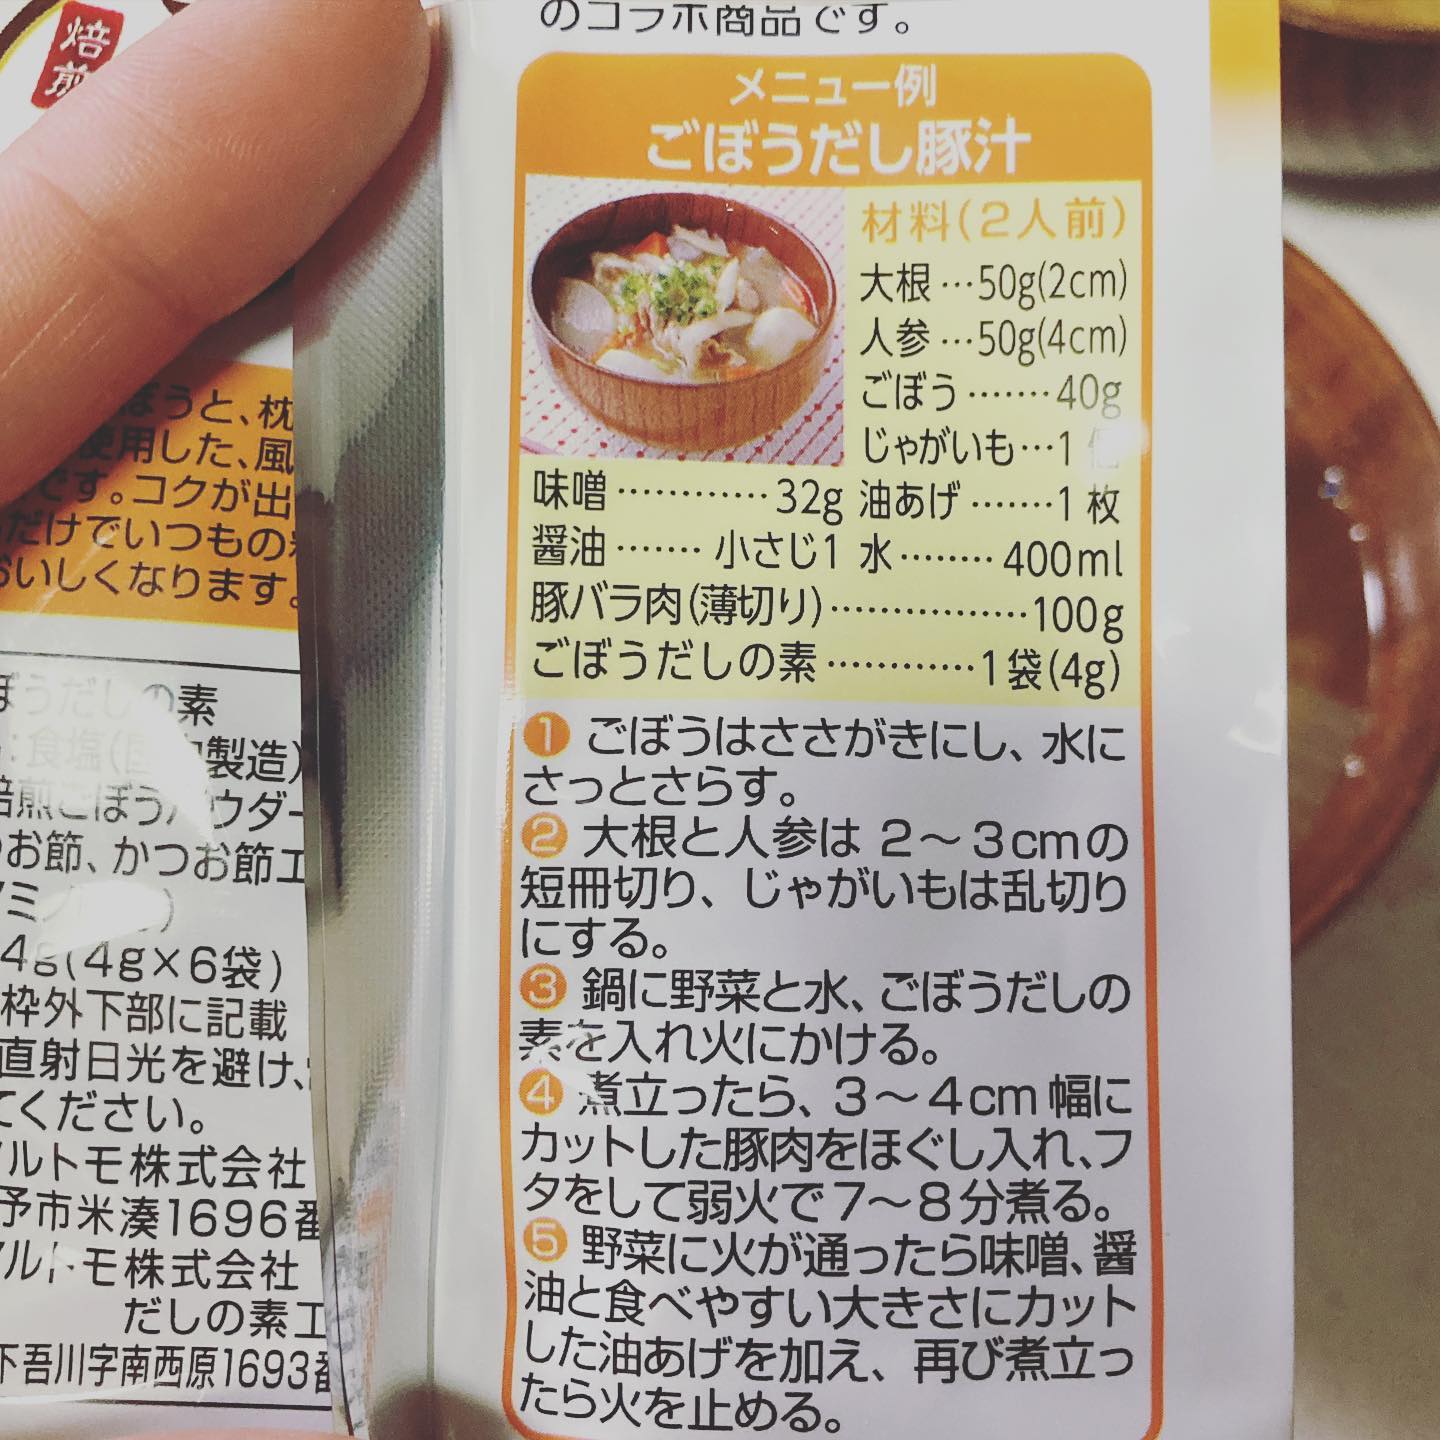 焙煎
のコラボ商品です。
メニュー例
ごぼうだし豚汁
材料(2人前)
大根…50g(2cm)
人参…50g(4cm)
ごぼう……40g
じゃがいも…1
味噌…………32g 油あげ……1枚
醤油……小さじ1 水……400ml
豚バラ肉(薄切り)……………100g
ごぼうだしの素…………1袋(4g)
1 ごぼうはささがきにし、水に
さっとさらす。
2 大根と人参は2～3cmの
短冊切り、じゃがいもは乱切り
にする。
3 鍋に野菜と水、ごぼうだしの
素を入れ火にかける。
4 煮立ったら、3～4cm幅に
カットした豚肉をほぐし入れ、フ
タをして弱火で7～8分煮る。
5 野菜に火が通ったら味噌、醤
油と食べやすい大きさにカット
した油あげを加え、再び煮立っ
たら火を止める。
ぼうと、枕
使用した、風
です。コクが出
だけでいつもの
おいしくなります。
ぼうだしの素
食塩(国内製造)
焙煎ごぼうパウダー
お節、かつお節エ
4g(4g×6袋)
枠外下部に記載
直射日光を避け、
てください。
ルトモ株式会社
予市米湊1696番
ルトモ株式会社
だしの素工
下吾川字南西原1693番